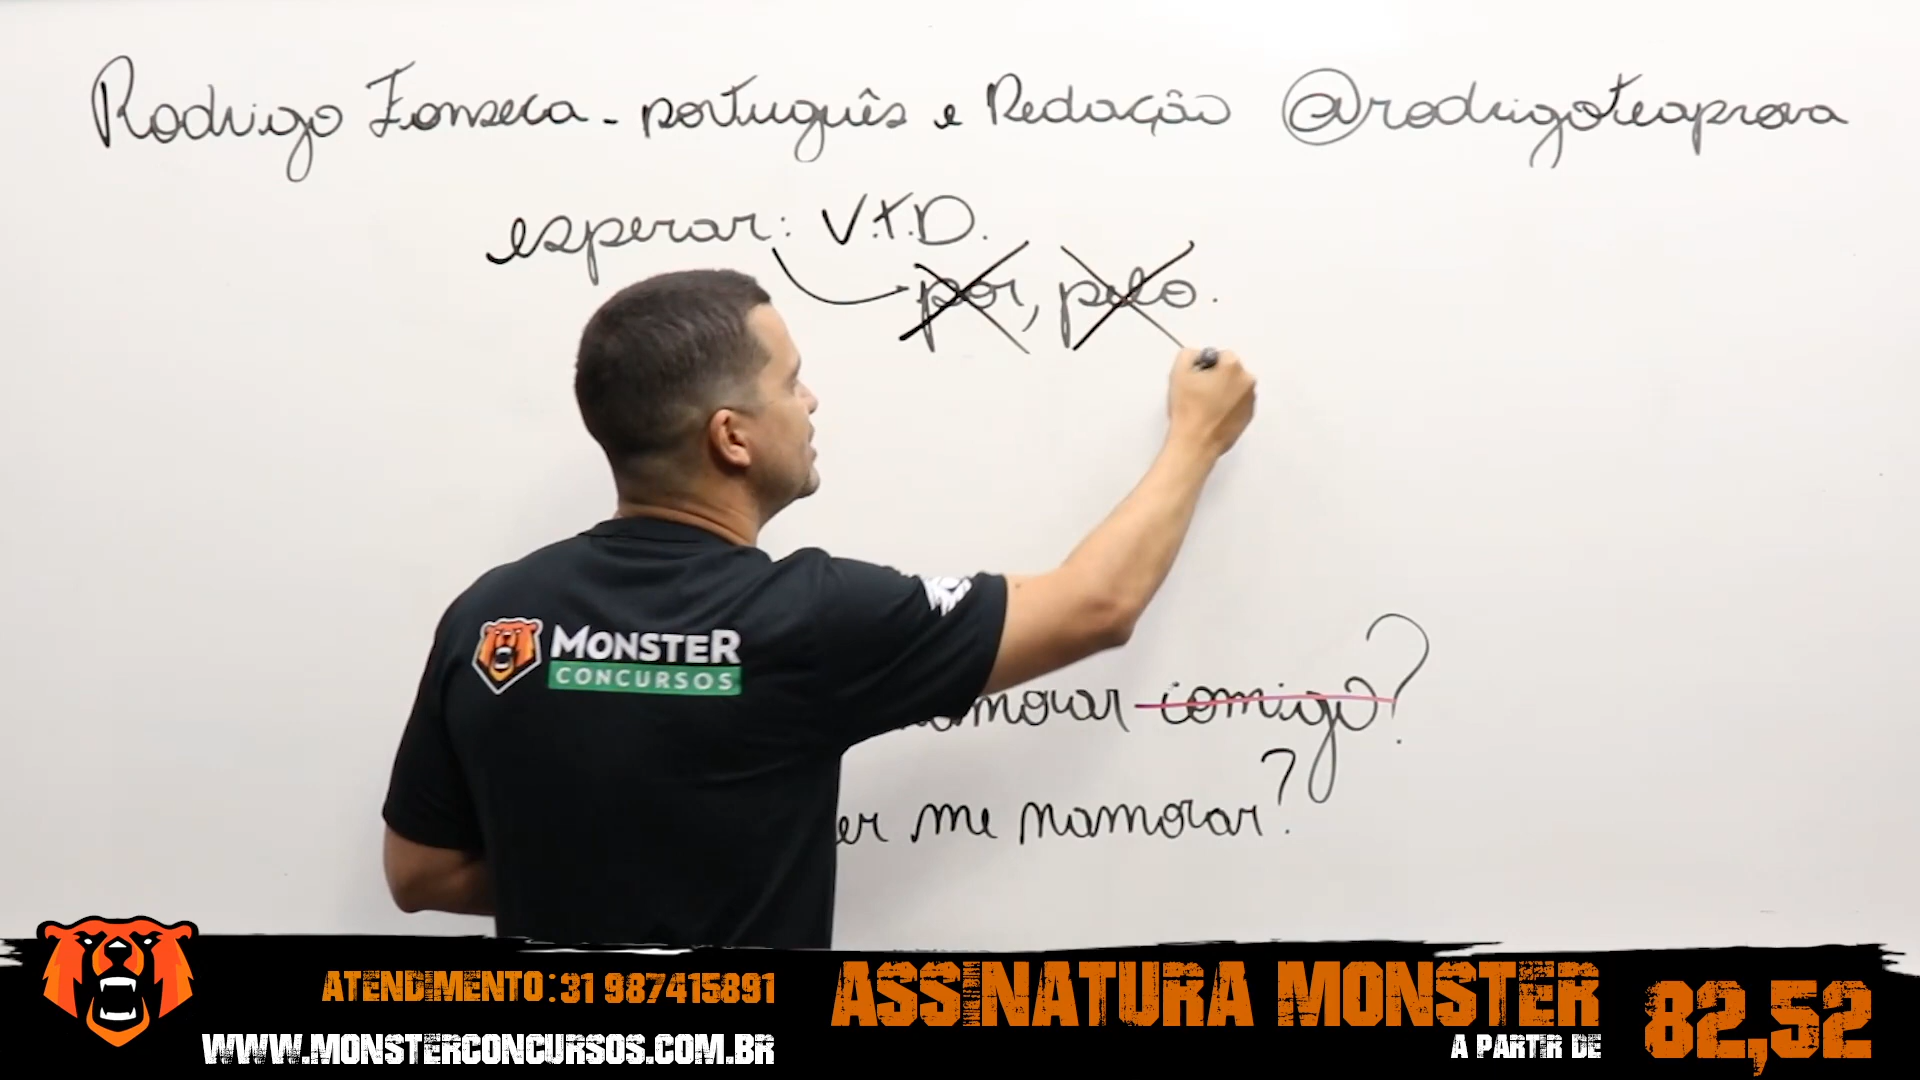 Rodrigo Fonseca - português e Redação @rodrigoteaprova
esperar: V.T.D.
por, pelo.
MONSTER
CONCURSOS
namorar comigo?
er me namorar?
ATENDIMENTO: 31 987415891
WWW.MONSTERCONCURSOS.COM.BR
ASSINATURA MONSTER
A PARTIR DE
82,52